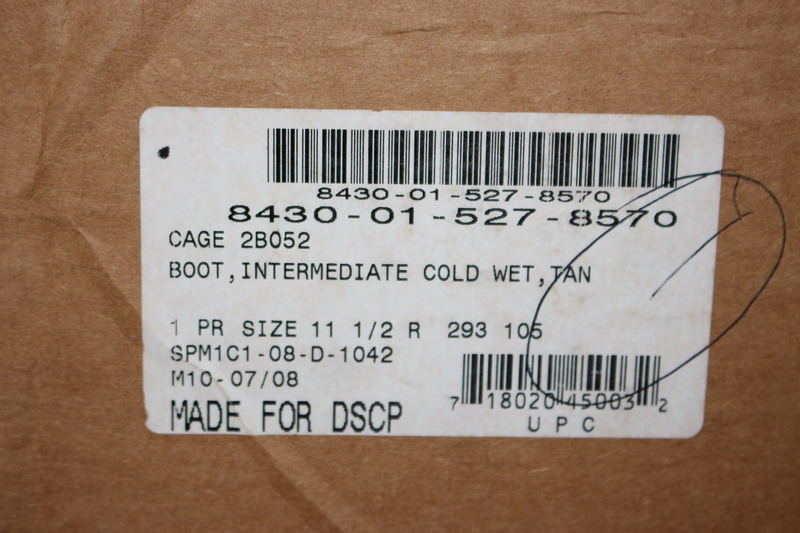 8430-01-527-8570
8430-01-527-8570
CAGE 2B052
BOOT,INTERMEDIATE COLD WET,TAN
1 PR SIZE 11 1/2 R 293 105
SPM1C1-08-D-1042
M10-07/08
MADE FOR DSCP
7 18020 45003 2
UPC